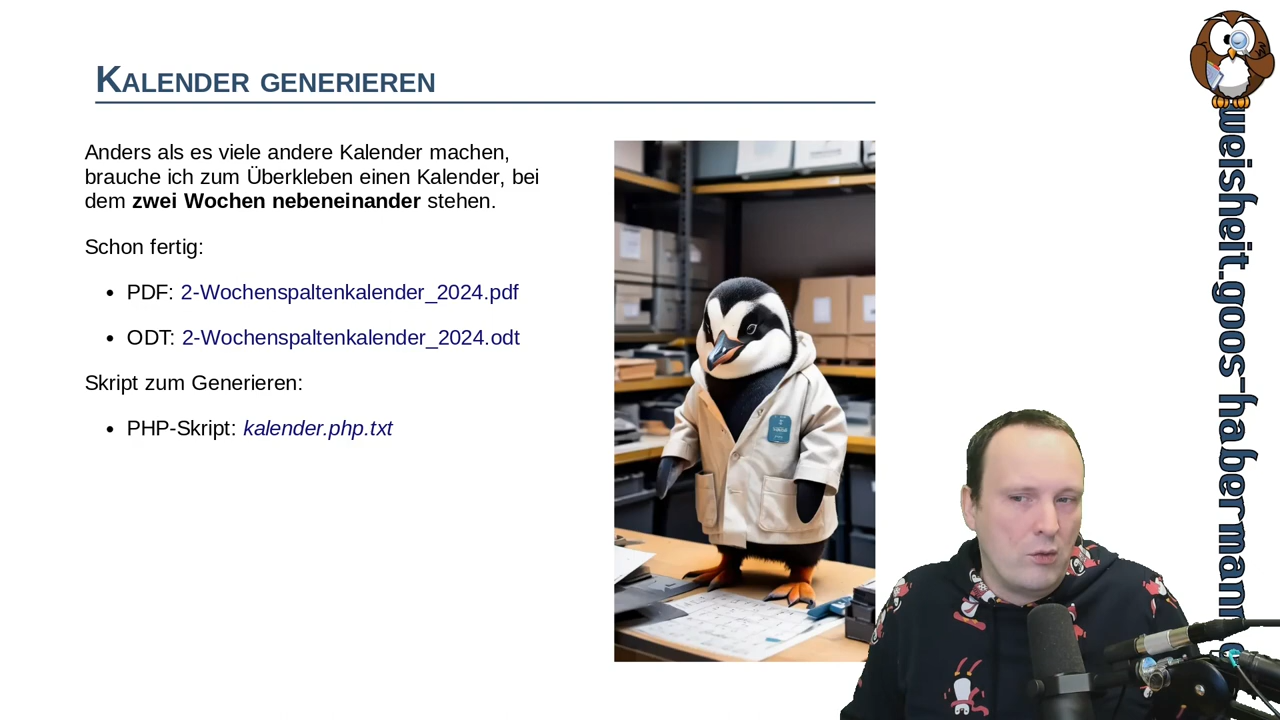 Kalender generieren
Anders als es viele andere Kalender machen,
brauche ich zum Überkleben einen Kalender, bei
dem zwei Wochen nebeneinander stehen.
Schon fertig:
• PDF: 2-Wochenspaltenkalender_2024.pdf
• ODT: 2-Wochenspaltenkalender_2024.odt
Skript zum Generieren:
• PHP-Skript: kalender.php.txt
weisheit.goos-habermann